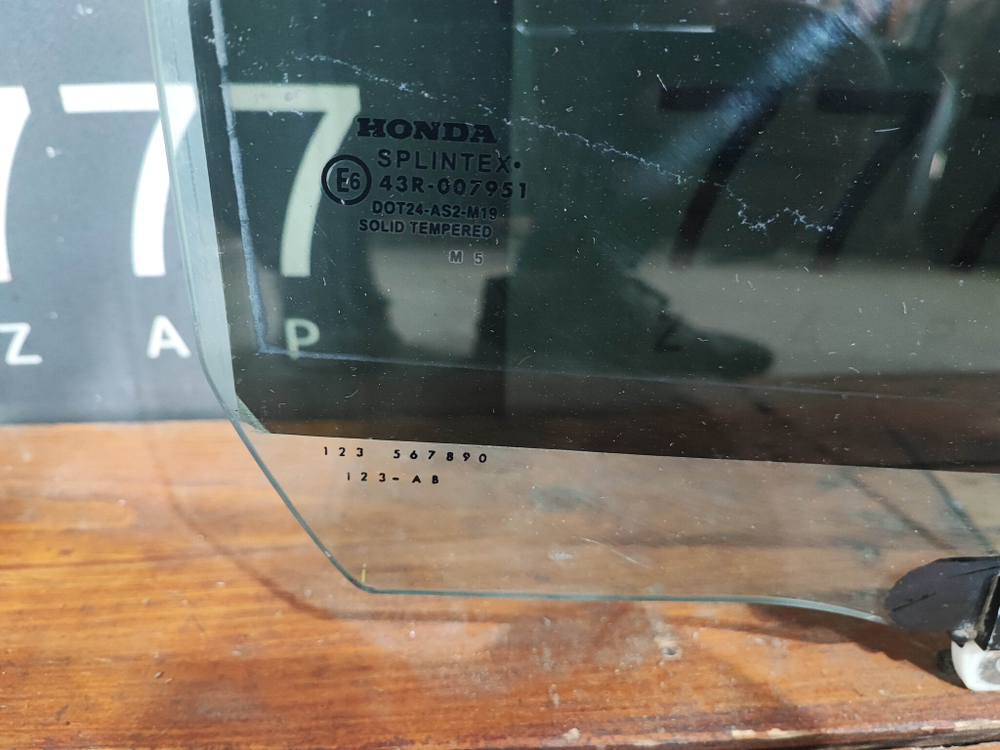 777
Z A P
HONDA
SPLINTEX
E6 43R-007951
DOT24-AS2-M19
SOLID TEMPERED
M 5
123 567890
123-AB